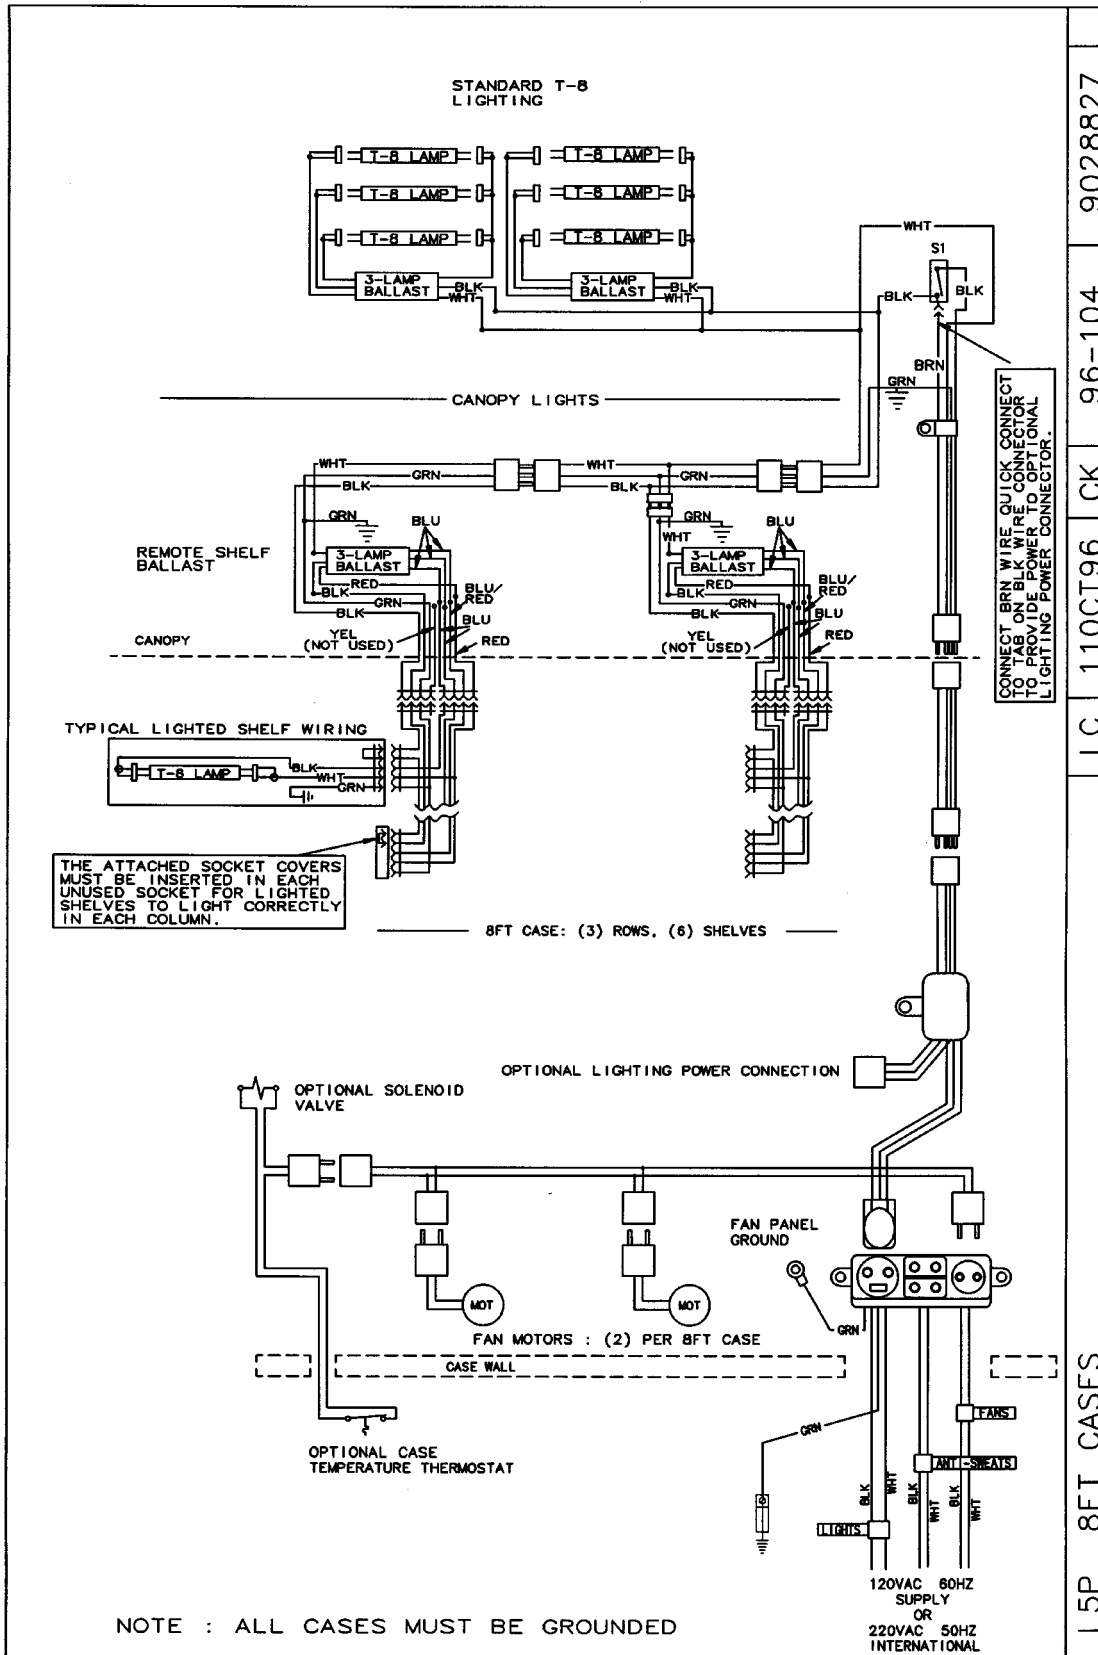 STANDARD T-8
LIGHTING
T-8 LAMP
T-8 LAMP
T-8 LAMP
T-8 LAMP
T-8 LAMP
T-8 LAMP
3-LAMP
BALLAST
BLK
WHT
3-LAMP
BALLAST
BLK
WHT
WHT
S1
BLK
BLK
BRN
GRN
CONNECT BRN WIRE QUICK CONNECT
TO TAB ON BLK WIRE CONNECTOR
TO PROVIDE POWER TO OPTIONAL
LIGHTING POWER CONNECTOR.
CANOPY LIGHTS
WHT
GRN
BLK
WHT
GRN
BLK
REMOTE SHELF
BALLAST
GRN
BLU
3-LAMP
BALLAST
RED
BLK
GRN
BLK
BLU/
RED
BLU
YEL
(NOT USED)
RED
GRN
WHT
BLU
3-LAMP
BALLAST
RED
BLK
GRN
BLK
BLU/
RED
BLU
YEL
(NOT USED)
RED
CANOPY
TYPICAL LIGHTED SHELF WIRING
T-8 LAMP
BLK
WHT
GRN
THE ATTACHED SOCKET COVERS
MUST BE INSERTED IN EACH
UNUSED SOCKET FOR LIGHTED
SHELVES TO LIGHT CORRECTLY
IN EACH COLUMN.
8FT CASE: (3) ROWS, (6) SHELVES
OPTIONAL LIGHTING POWER CONNECTION
OPTIONAL SOLENOID
VALVE
FAN PANEL
GROUND
MOT
MOT
GRN
FAN MOTORS : (2) PER 8FT CASE
CASE WALL
OPTIONAL CASE
TEMPERATURE THERMOSTAT
GRN
FANS
ANTI-SWEATS
LIGHTS
BLK
WHT
BLK
WHT
BLK
WHT
120VAC 60HZ
SUPPLY
OR
220VAC 50HZ
INTERNATIONAL
NOTE : ALL CASES MUST BE GROUNDED
L5P 8FT CASES
LC
11OCT96
CK
96-104
9028827